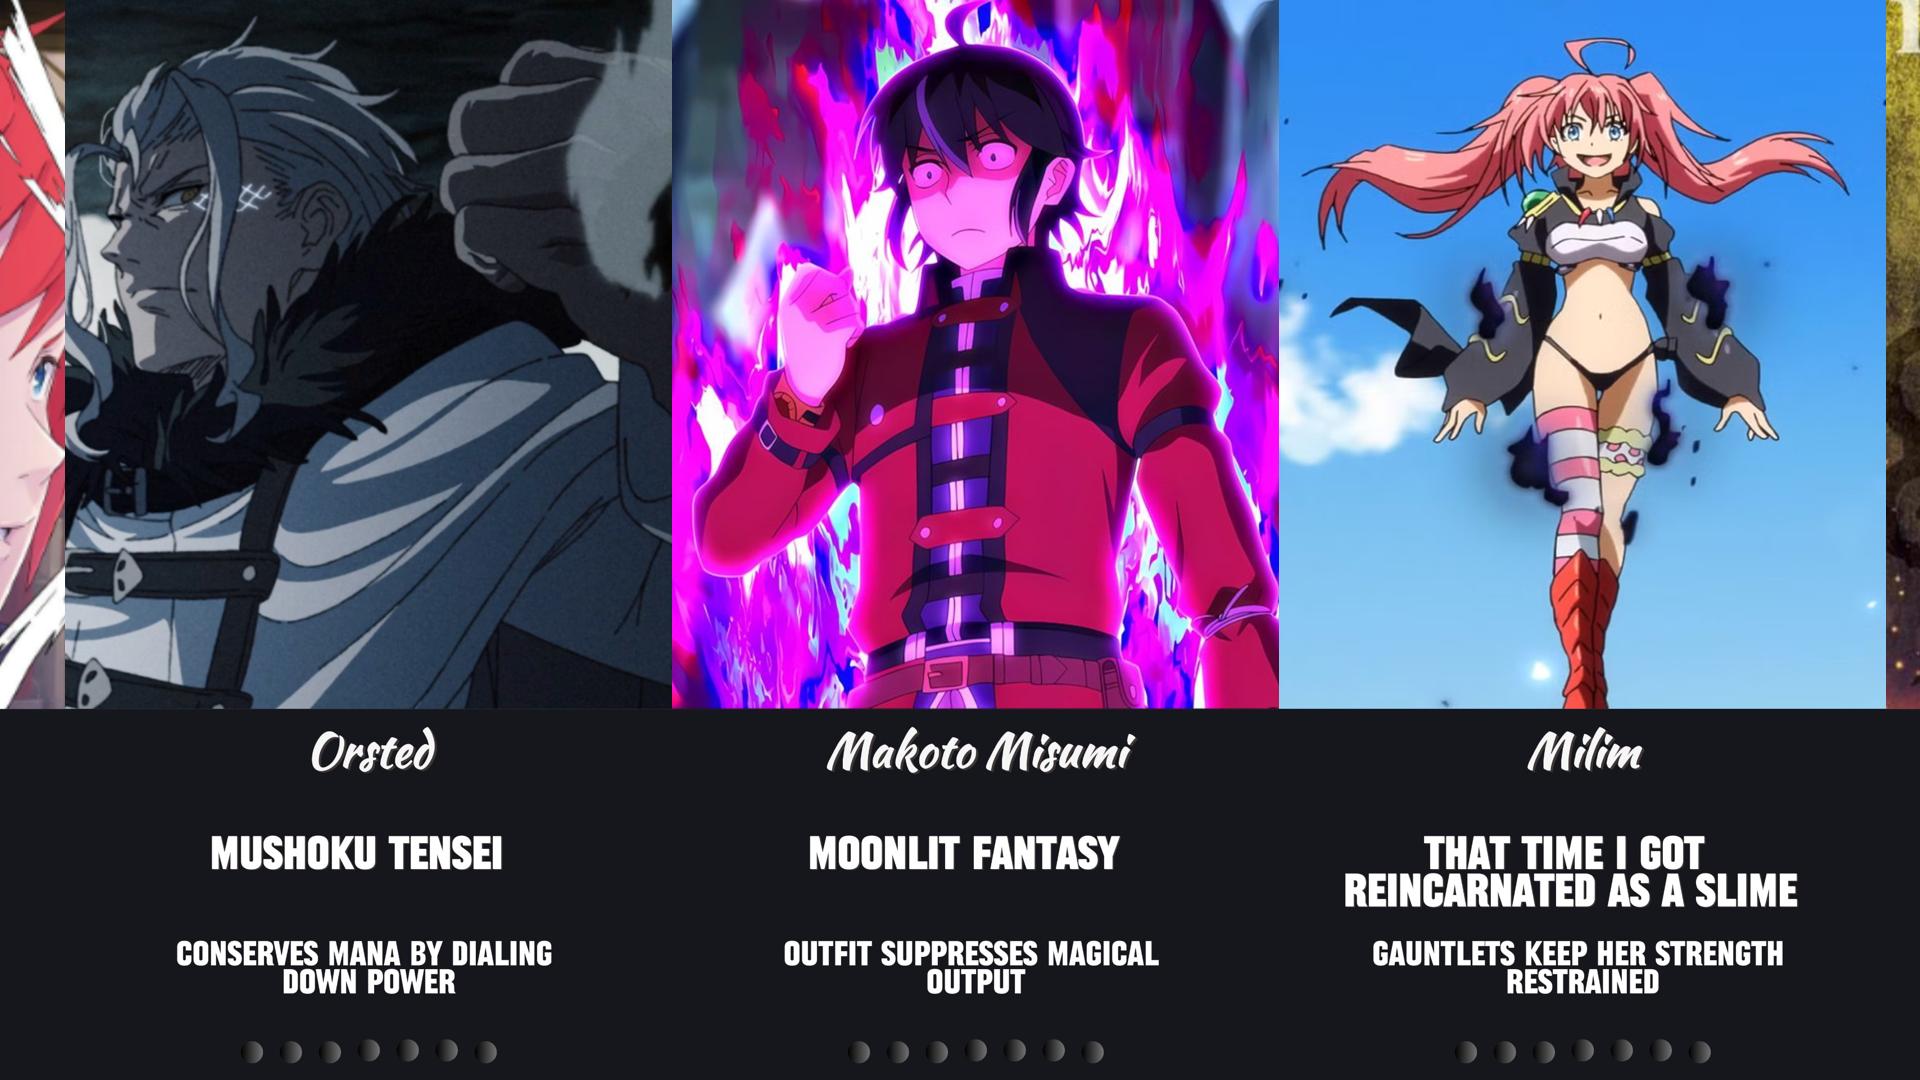 Orsted
MUSHOKU TENSEI
CONSERVES MANA BY DIALING
DOWN POWER
Makoto Misumi
MOONLIT FANTASY
OUTFIT SUPPRESSES MAGICAL
OUTPUT
Milim
THAT TIME I GOT
REINCARNATED AS A SLIME
GAUNTLETS KEEP HER STRENGTH
RESTRAINED